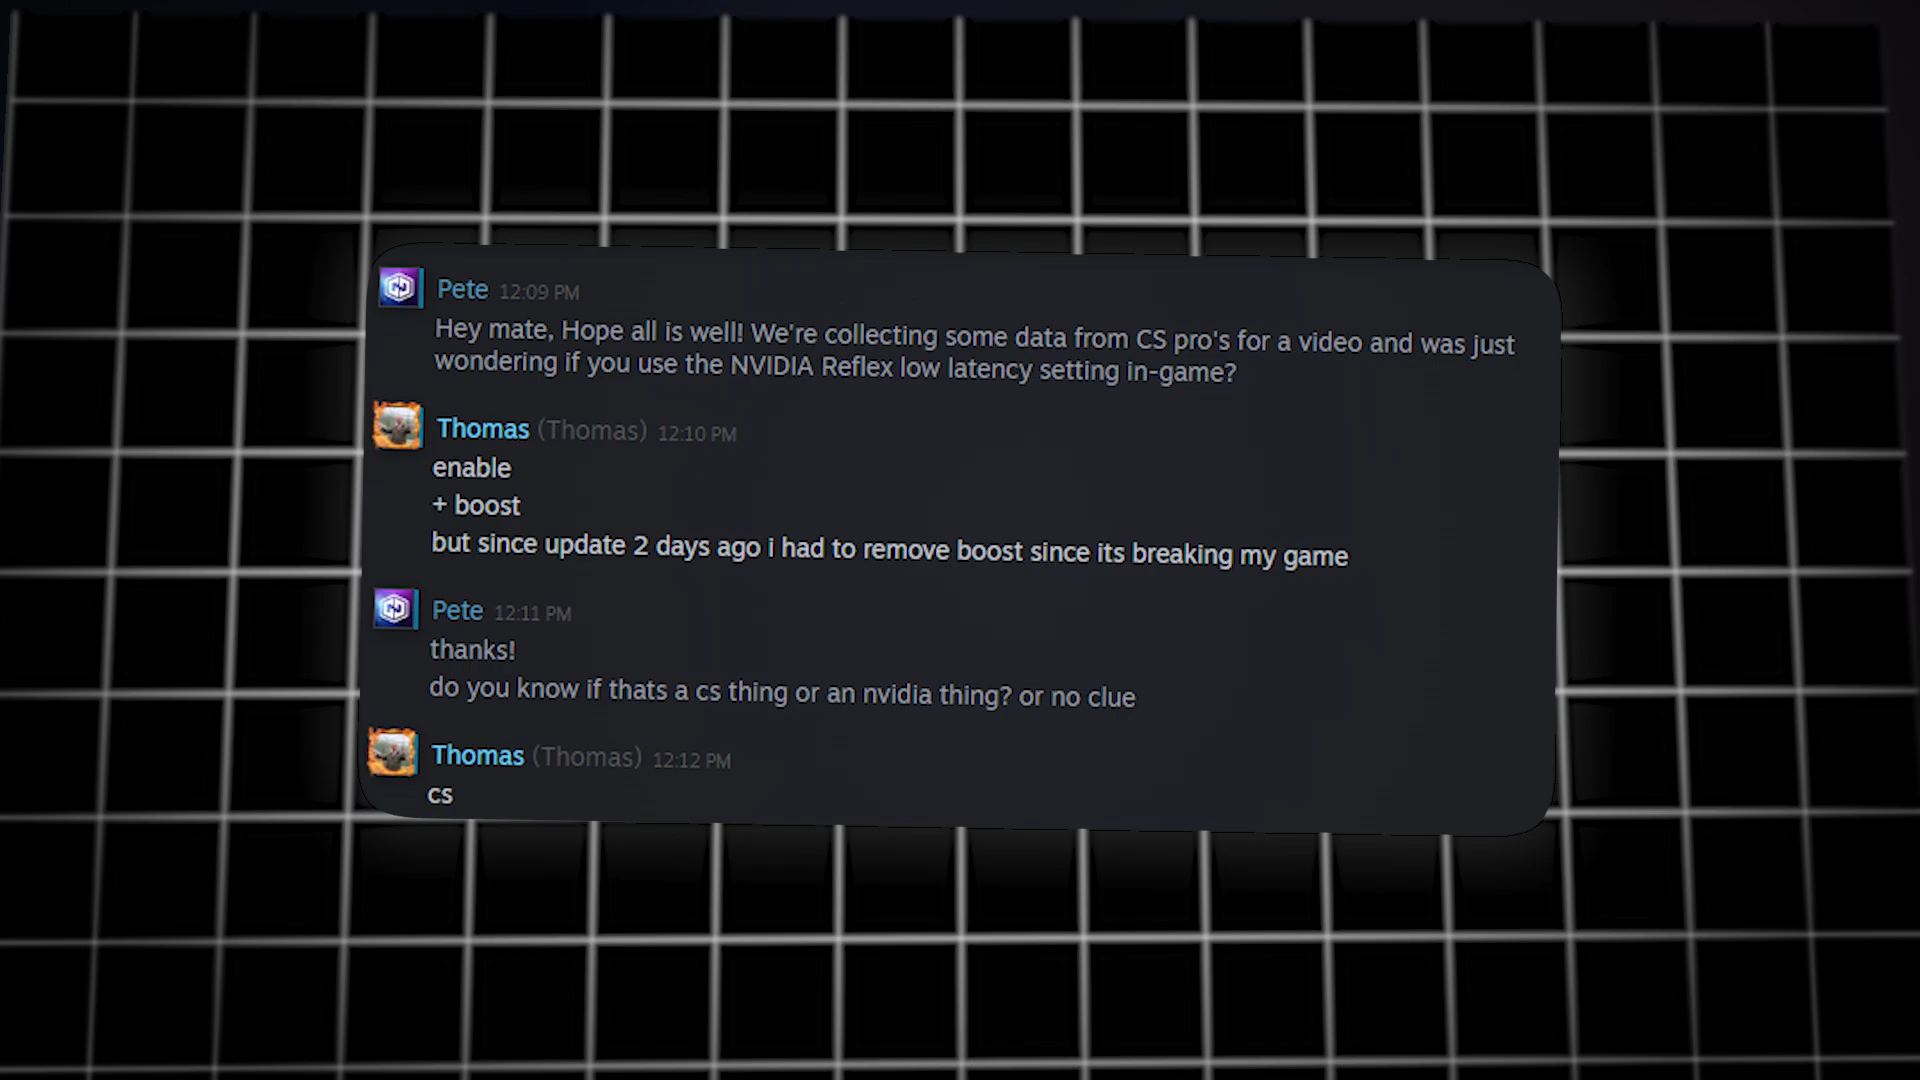 Pete 12:09 PM
Hey mate, Hope all is well! We're collecting some data from CS pro's for a video and was just
wondering if you use the NVIDIA Reflex low latency setting in-game?
Thomas (Thomas) 12:10 PM
enable
+ boost
but since update 2 days ago i had to remove boost since its breaking my game
Pete 12:11 PM
thanks!
do you know if thats a cs thing or an nvidia thing? or no clue
Thomas (Thomas) 12:12 PM
cs